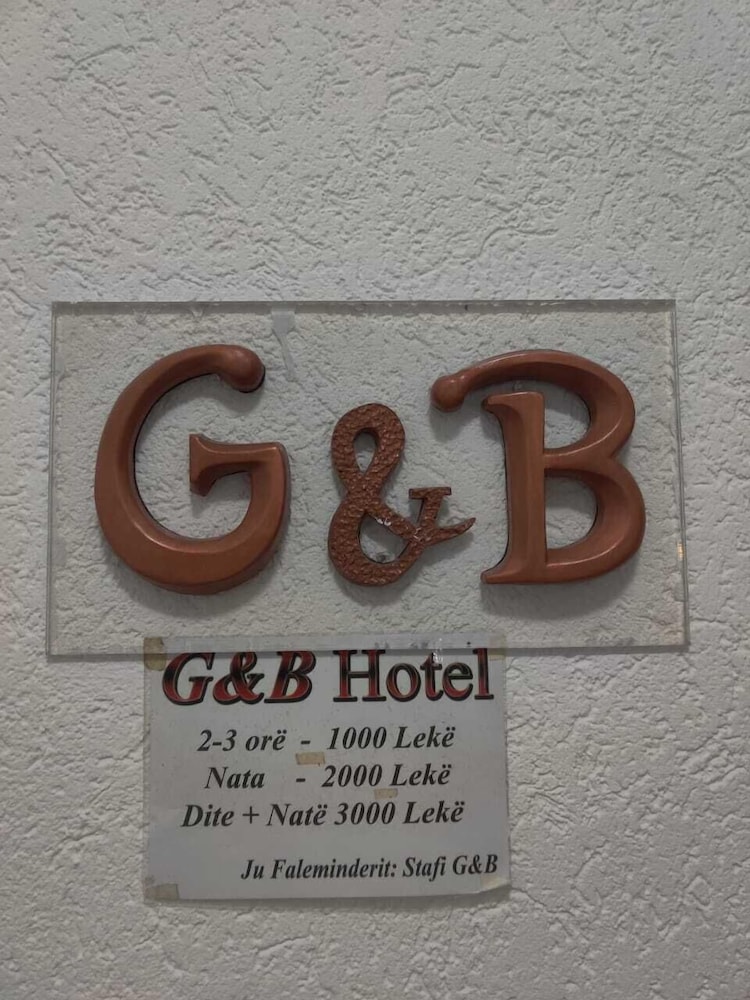 G & B
G&B Hotel
2-3 orë - 1000 Lekë
Nata - 2000 Lekë
Dite + Natë 3000 Lekë
Ju Faleminderit: Stafi G&B